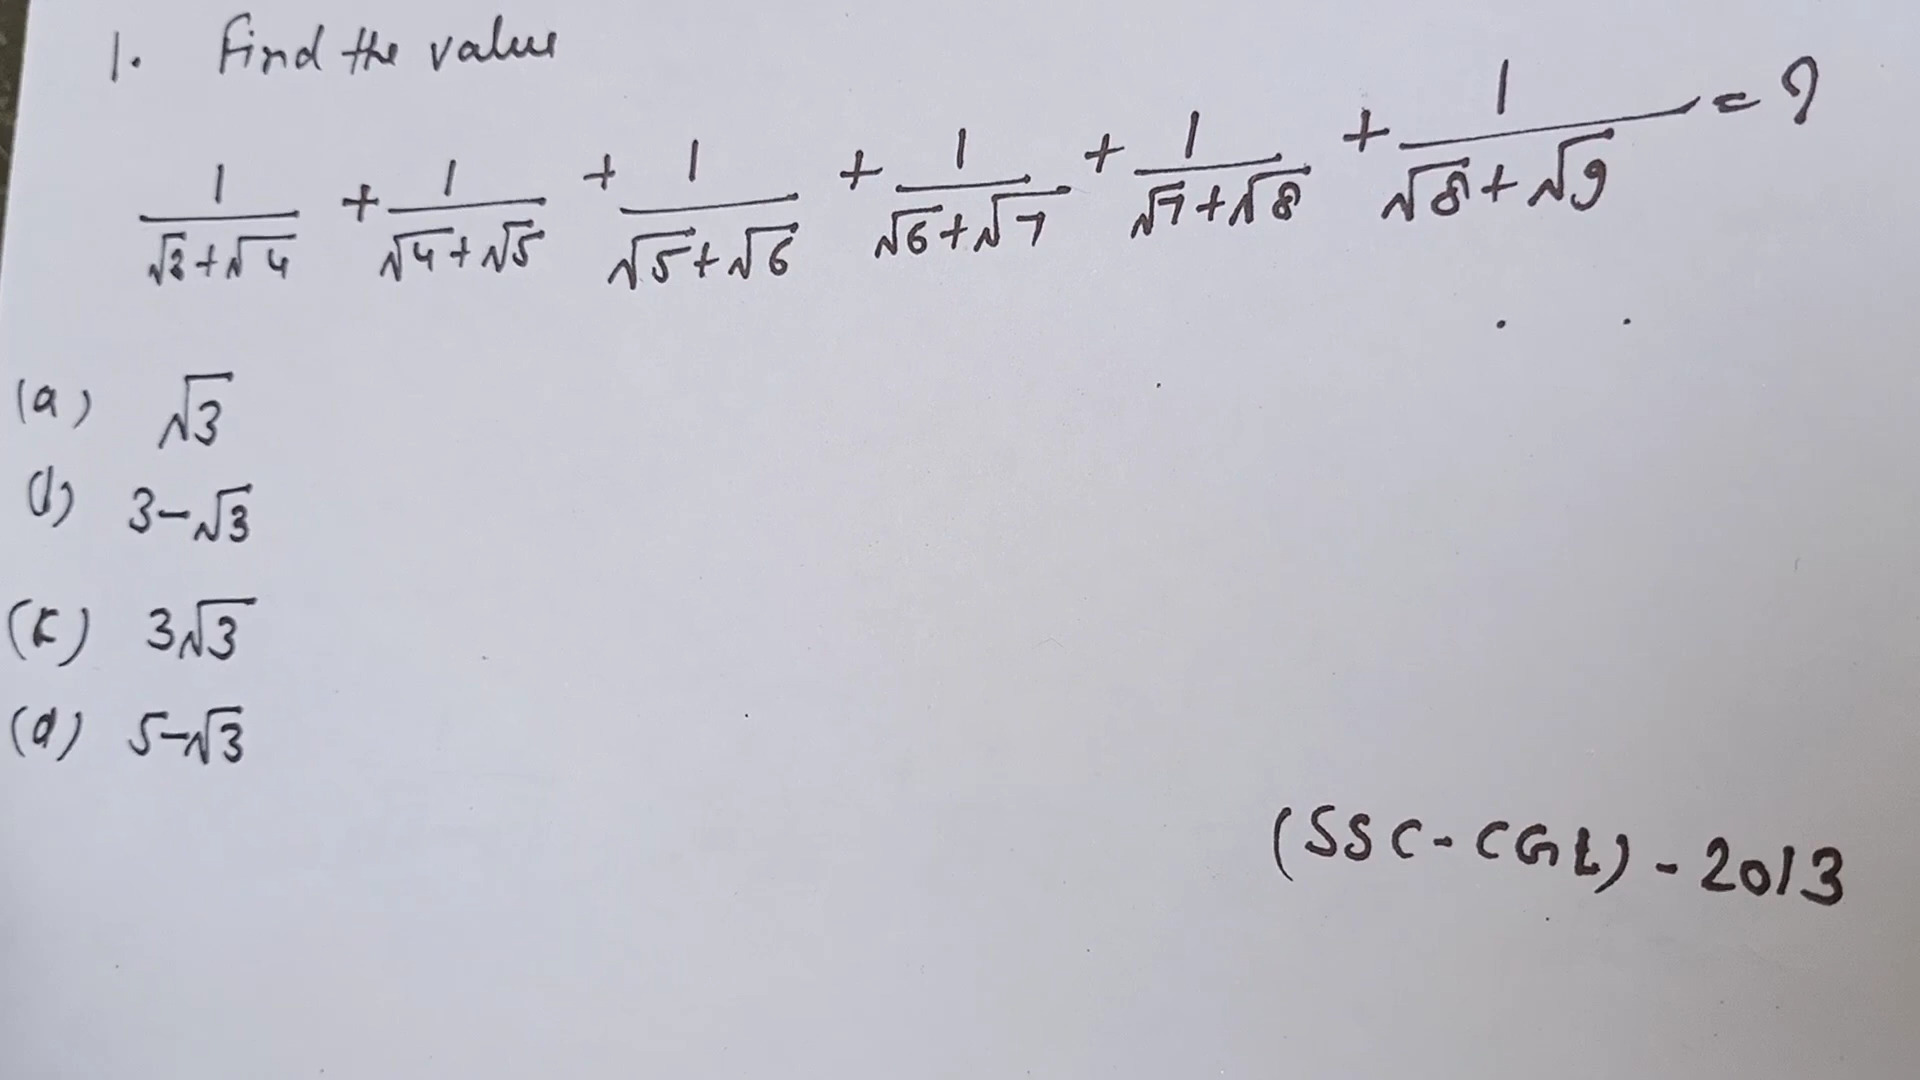 1. Find the value
1/(√3+√4) + 1/(√4+√5) + 1/(√5+√6) + 1/(√6+√7) + 1/(√7+√8) + 1/(√8+√9) = ?
(a) √3
(b) 3-√3
(c) 3√3
(d) 5-√3
(SSC-CGL)-2013